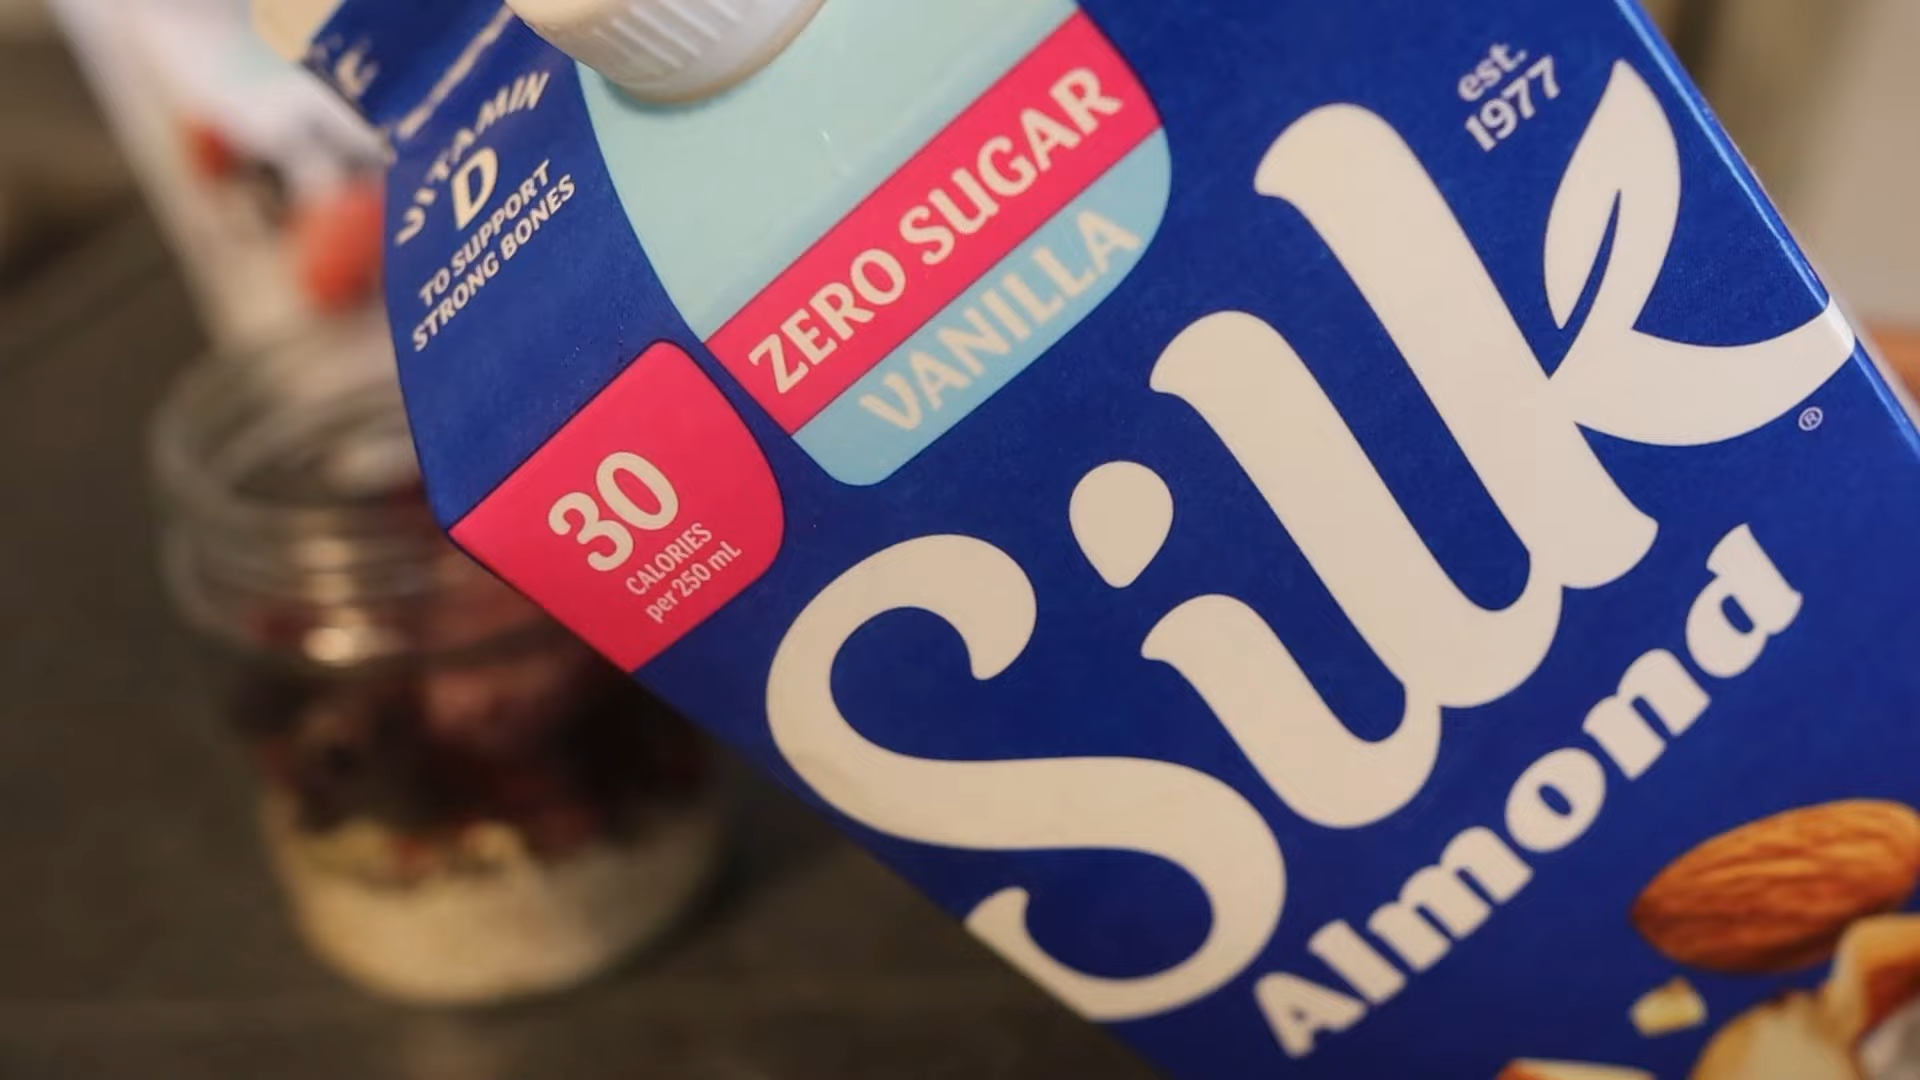 VITAMIN
D
TO SUPPORT
STRONG BONES
ZERO SUGAR
VANILLA
30
CALORIES
per 250 mL
est.
1977
Silk®
Almond